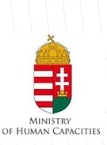 MINISTRY
OF HUMAN CAPACITIES